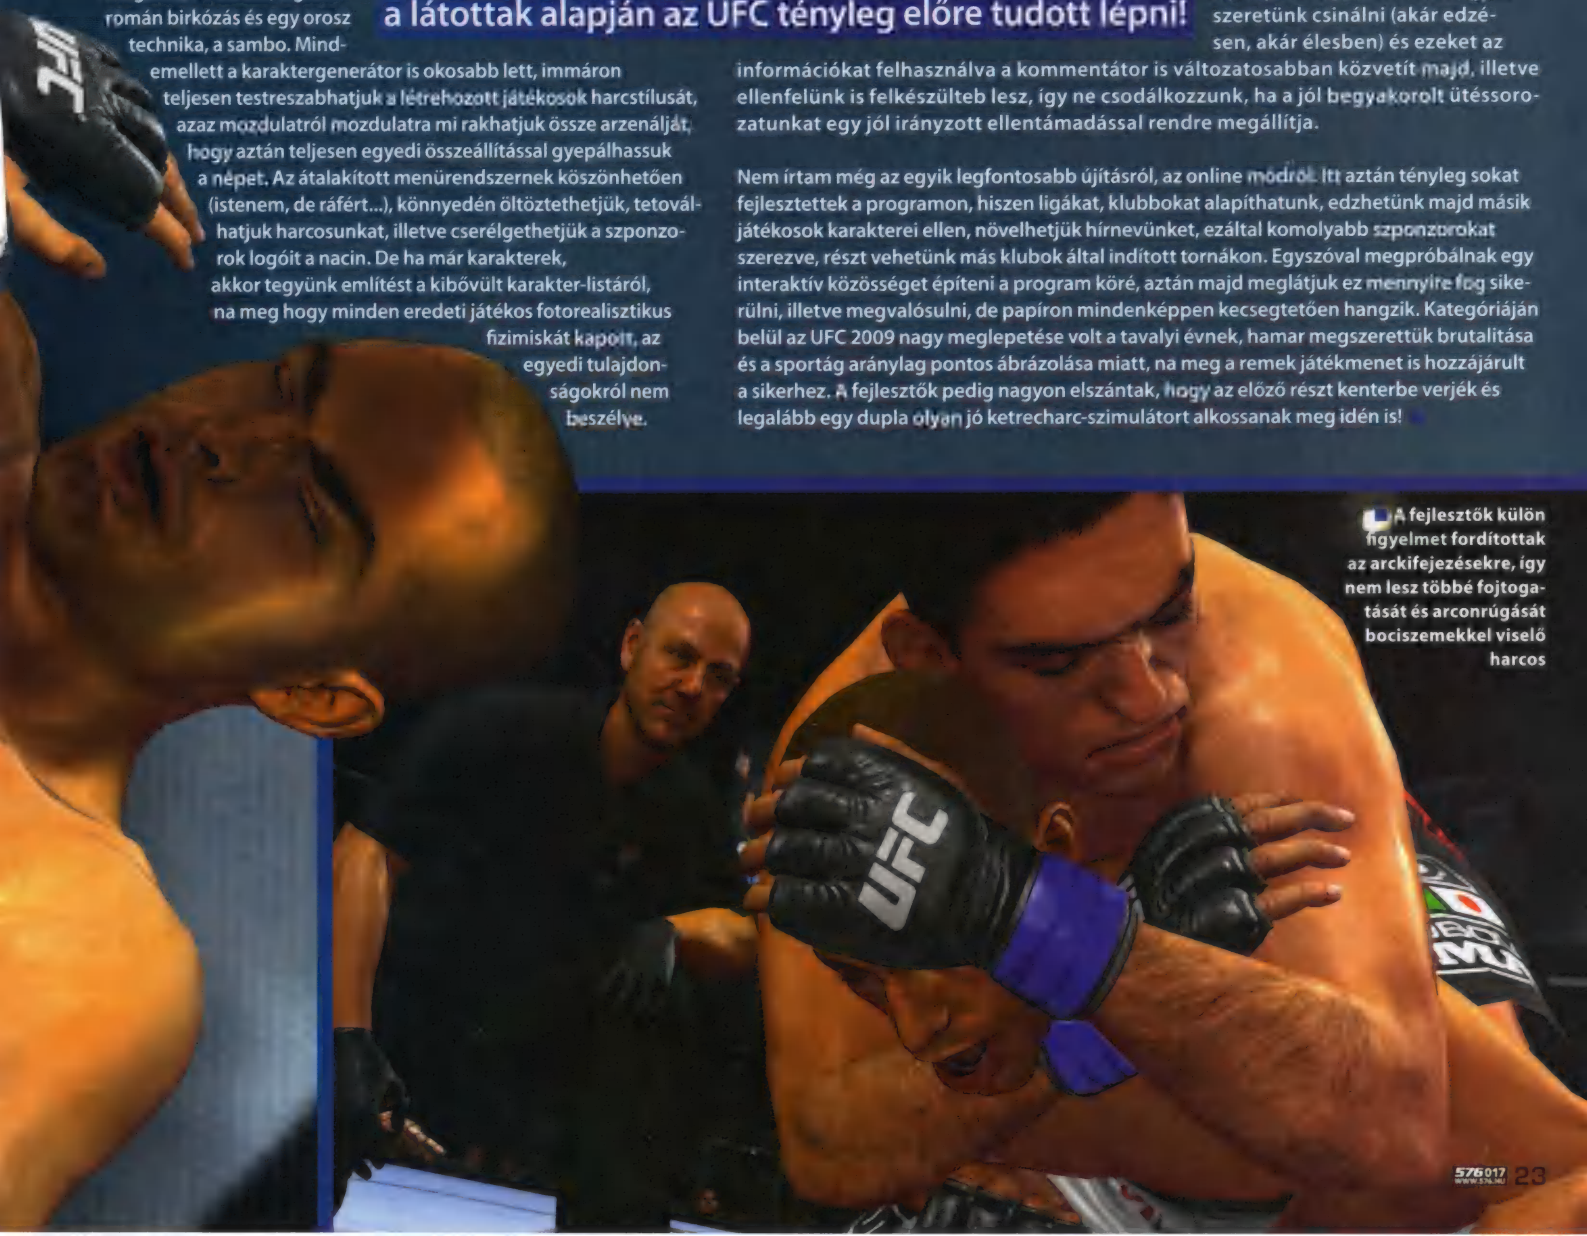 a látottak alapján az UFC tényleg előre tudott lépni!
román birkózás és egy orosz
technika, a sambo. Mind-
emellett a karaktergenerátor is okosabb lett, immáron
teljesen testreszabhatjuk a létrehozott játékosok harcstílusát,
azaz mozdulatról mozdulatra mi rakhatjuk össze arzenálját,
hogy aztán teljesen egyedi összeállítással gyepálhassuk
a népet. Az átalakított menürendszernek köszönhetően
(istenem, de ráfért...), könnyedén öltöztethetjük, tetovál-
hatjuk harcosunkat, illetve cserélgethetjük a szponzo-
rok logóit a nacin. De ha már karakterek,
akkor tegyünk említést a kibővült karakter-listáról,
na meg hogy minden eredeti játékos fotorealisztikus
fizimiskát kapott, az
egyedi tulajdon-
ságokról nem
beszélve.
szeretünk csinálni (akár edzé-
sen, akár élesben) és ezeket az
információkat felhasználva a kommentátor is változatosabban közvetít majd, illetve
ellenfelünk is felkészülteb lesz, így ne csodálkozzunk, ha a jól begyakorolt ütéssoro-
zatunkat egy jól irányzott ellentámadással rendre megállítja.
Nem írtam még az egyik legfontosabb újításról, az online módról. Itt aztán tényleg sokat
fejlesztettek a programon, hiszen ligákat, klubbokat alapíthatunk, edzhetünk majd másik
játékosok karakterei ellen, növelhetjük hírnevünket, ezáltal komolyabb szponzorokat
szerezve, részt vehetünk más klubok által indított tornákon. Egyszóval megpróbálnak egy
interaktív közösséget építeni a program köré, aztán majd meglátjuk ez mennyire fog sike-
rülni, illetve megvalósulni, de papíron mindenképpen kecsegtetően hangzik. Kategóriáján
belül az UFC 2009 nagy meglepetése volt a tavalyi évnek, hamar megszerettük brutalitása
és a sportág aránylag pontos ábrázolása miatt, na meg a remek játékmenet is hozzájárult
a sikerhez. A fejlesztők pedig nagyon elszántak, hogy az előző részt kenterbe verjék és
legalább egy dupla olyan jó ketrecharc-szimulátort alkossanak meg idén is!
A fejlesztők külön
figyelmet fordítottak
az arckifejezésekre, így
nem lesz többé fojtoga-
tását és arconrúgását
bociszemekkel viselő
harcos
UFC
UFC
576 017 23
WWW.576.HU